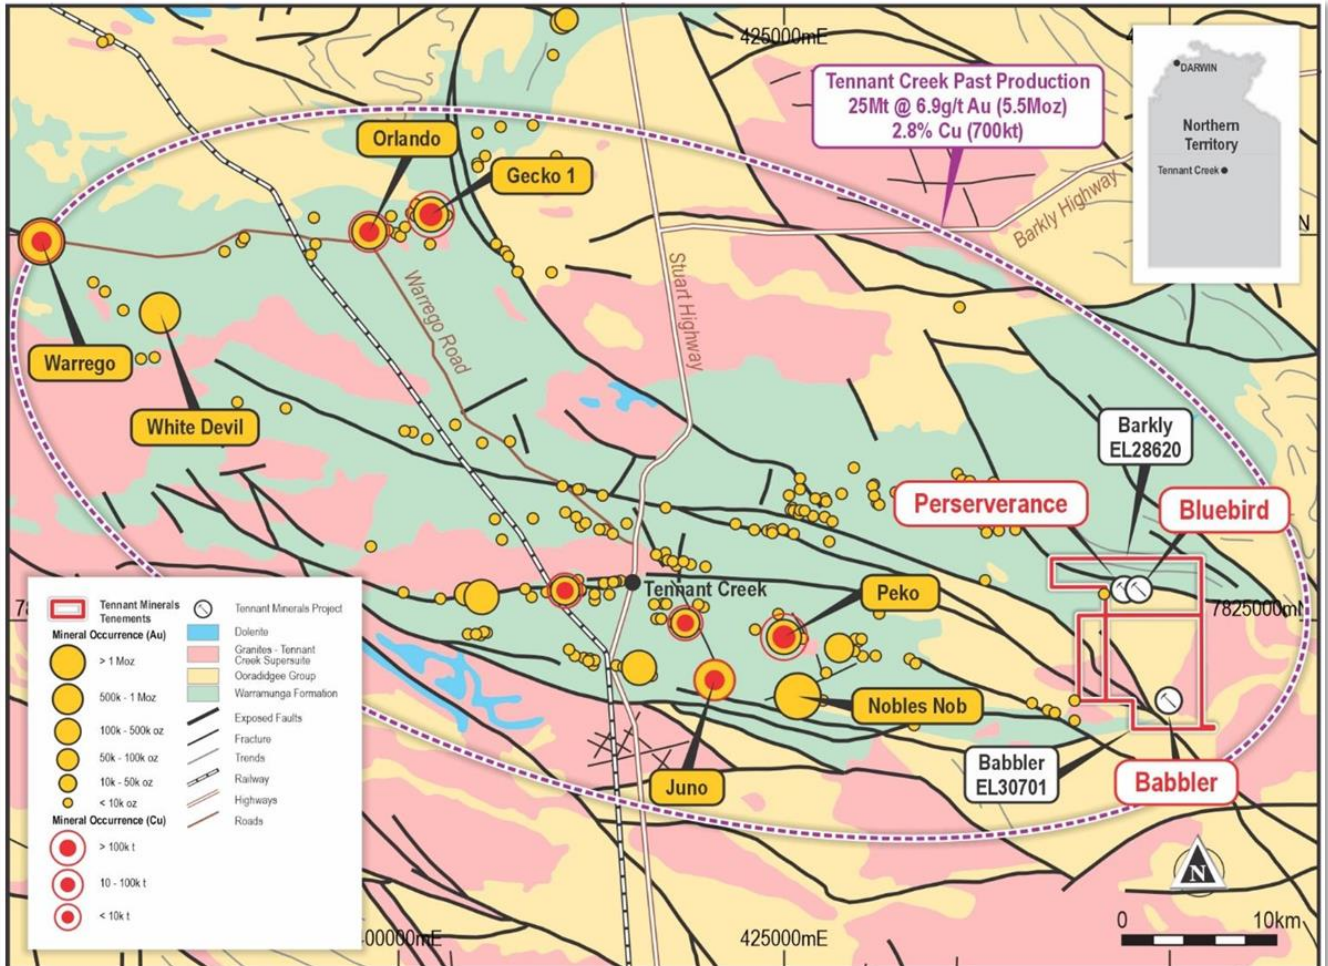 425000mE
4
Tennant Creek Past Production
25Mt @ 6.9g/t Au (5.5Moz)
2.8% Cu (700kt)
DARWIN
Northern
Territory
Tennant Creek
Orlando
Gecko 1
Barkly Highway
N
Stuart Highway
Warrego Road
Warrego
White Devil
Barkly
EL28620
Perserverance
Bluebird
Tennant Creek
Peko
78
7825000mN
Nobles Nob
Juno
Babbler
EL30701
Babbler
Tennant Minerals
Tenements
Mineral Occurrence (Au)
> 1 Moz
500k - 1 Moz
100k - 500k oz
50k - 100k oz
10k - 50k oz
< 10k oz
Mineral Occurrence (Cu)
> 100k t
10 - 100k t
< 10k t
Tennant Minerals Project
Dolerite
Granites - Tennant
Creek Supersuite
Ooradidgee Group
Warramunga Formation
Exposed Faults
Fracture
Trends
Railway
Highways
Roads
N
0 10km
00000mE
425000mE